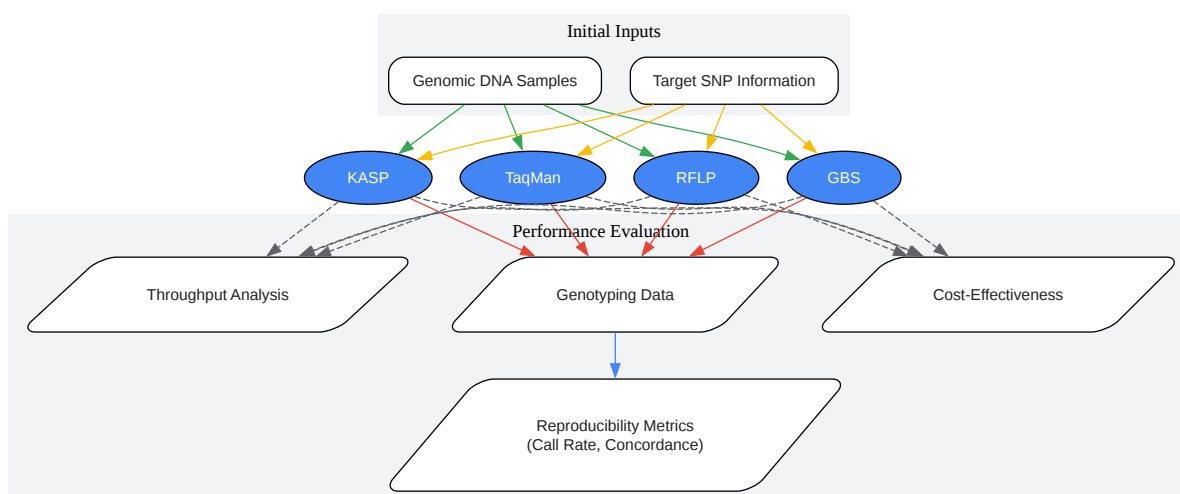 Initial Inputs
Genomic DNA Samples
Target SNP Information
KASP
TaqMan
RFLP
GBS
Performance Evaluation
Throughput Analysis
Genotyping Data
Cost-Effectiveness
Reproducibility Metrics
(Call Rate, Concordance)